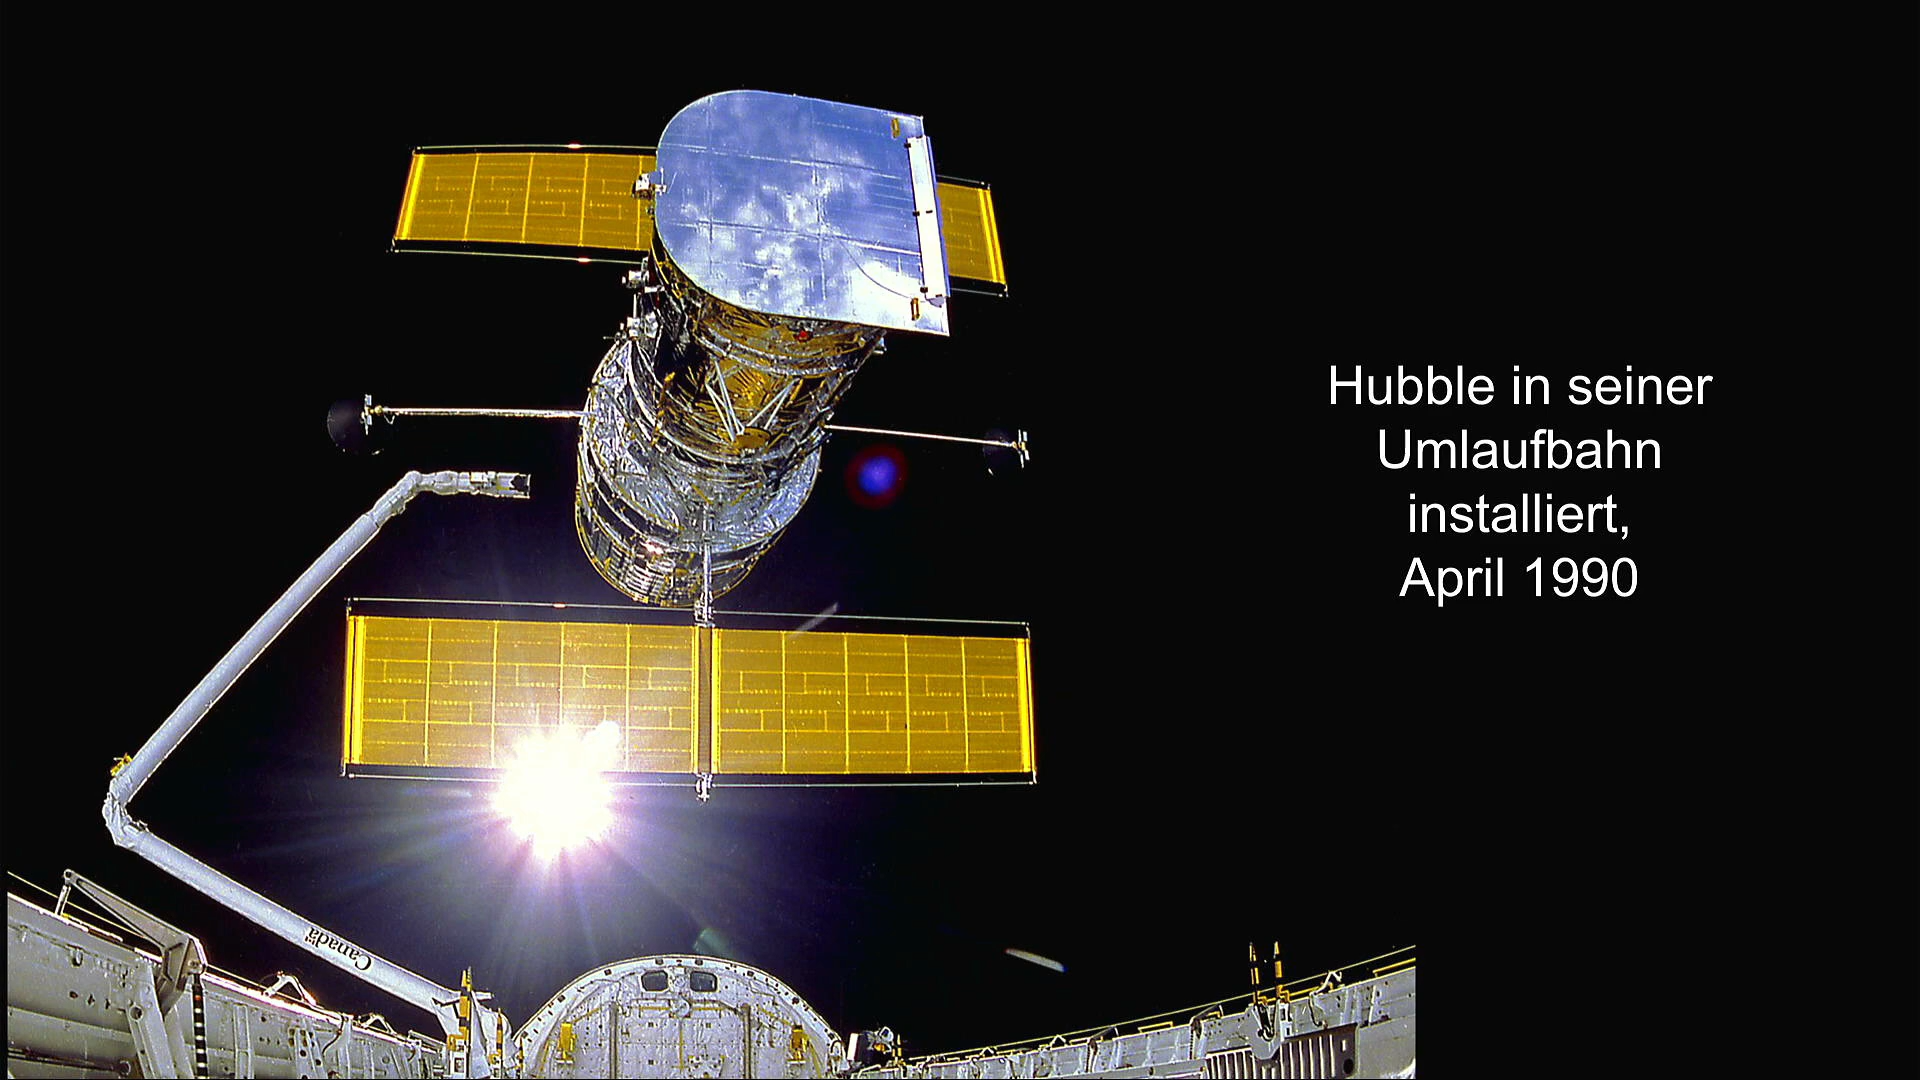 Hubble in seiner
Umlaufbahn
installiert,
April 1990
Canada